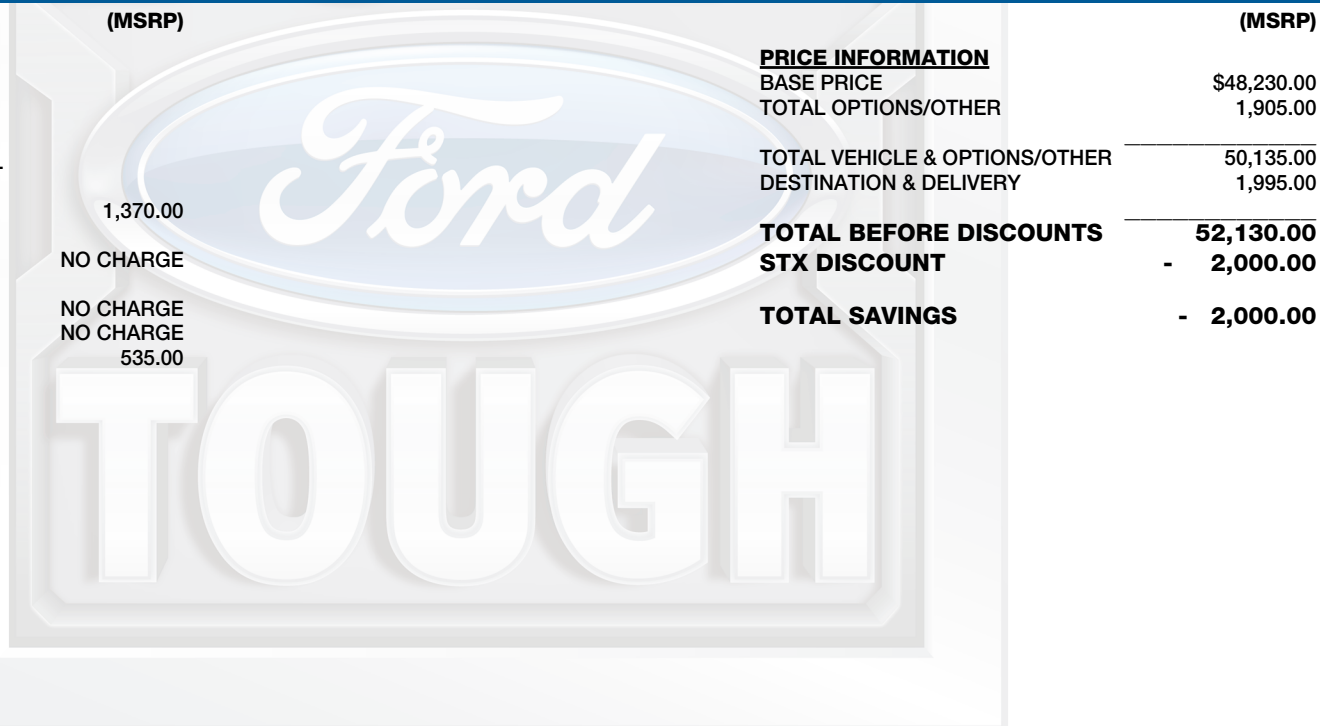 (MSRP)
1,370.00
NO CHARGE
NO CHARGE
NO CHARGE
535.00
(MSRP)
PRICE INFORMATION
BASE PRICE $48,230.00
TOTAL OPTIONS/OTHER 1,905.00
TOTAL VEHICLE & OPTIONS/OTHER 50,135.00
DESTINATION & DELIVERY 1,995.00
TOTAL BEFORE DISCOUNTS 52,130.00
STX DISCOUNT - 2,000.00
TOTAL SAVINGS - 2,000.00
Ford
TOUGH